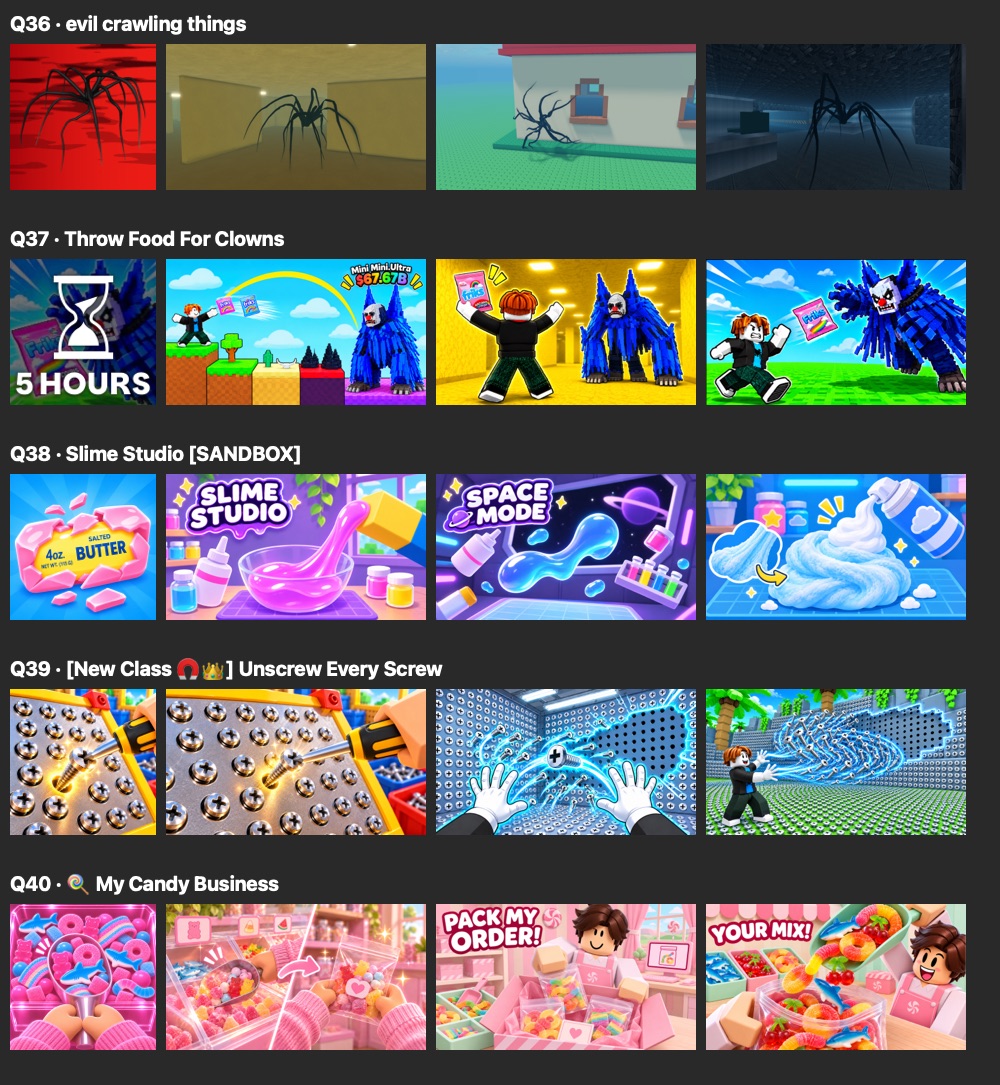 Q36 · evil crawling things
Q37 · Throw Food For Clowns
5 HOURS
Mini Mini.Ultra
$67.67B
friks
Friks
Q38 · Slime Studio [SANDBOX]
4oz.
SALTED
BUTTER
SLIME
STUDIO
SPACE
MODE
Q39 · [New Class 🧲👑] Unscrew Every Screw
Q40 · 🍭 My Candy Business
PACK MY
ORDER!
YOUR MIX!